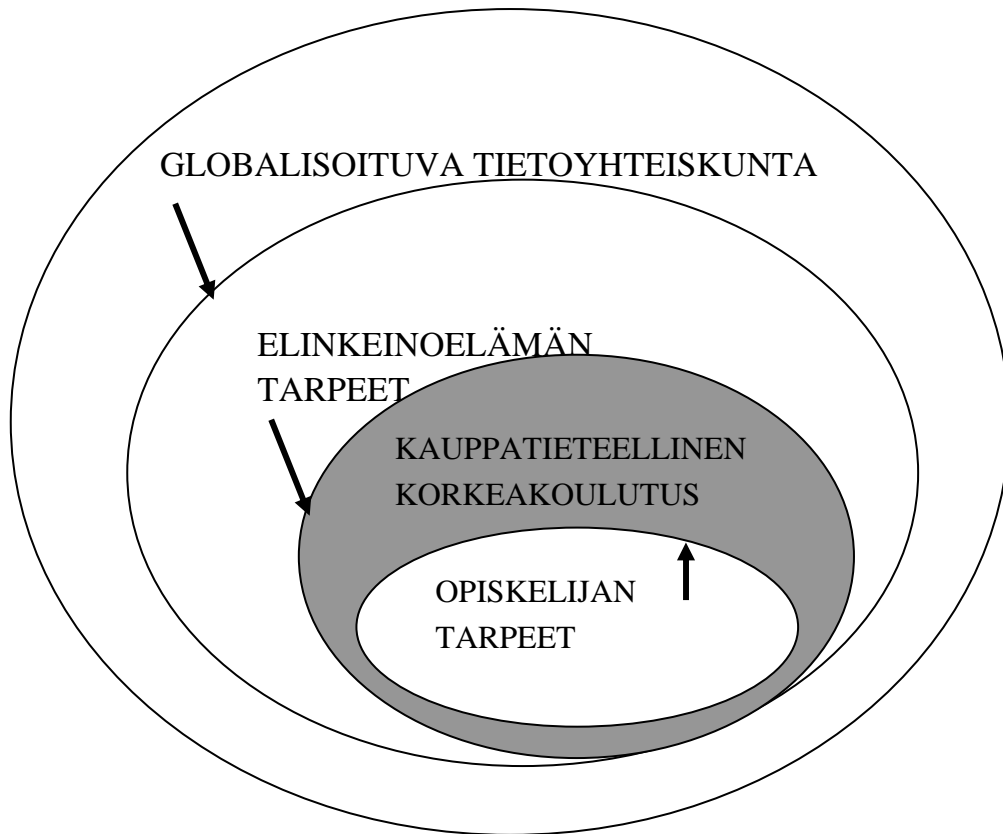 GLOBALISOITUVA TIETOYHTEISKUNTA
ELINKEINOELÄMÄN
TARPEET
KAUPPATIETEELLINEN
KORKEAKOULUTUS
OPISKELIJAN
TARPEET